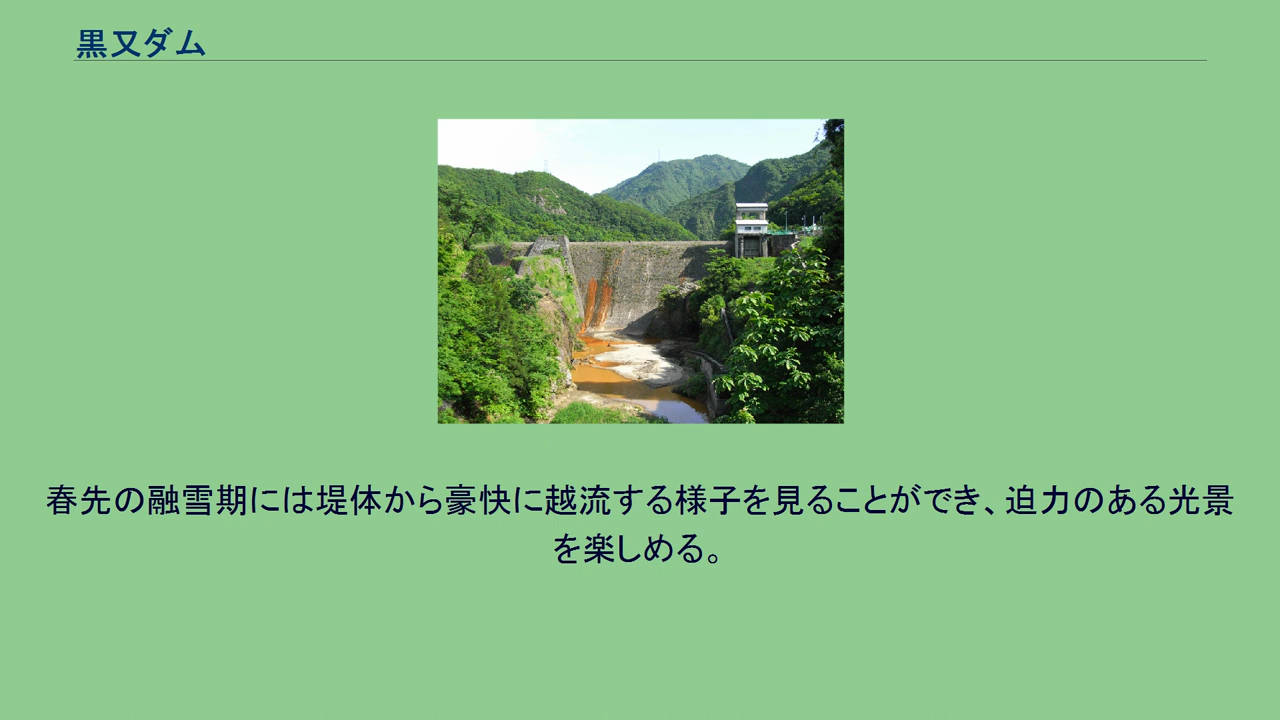 黒又ダム
春先の融雪期には堤体から豪快に越流する様子を見ることができ、迫力のある光景
を楽しめる。